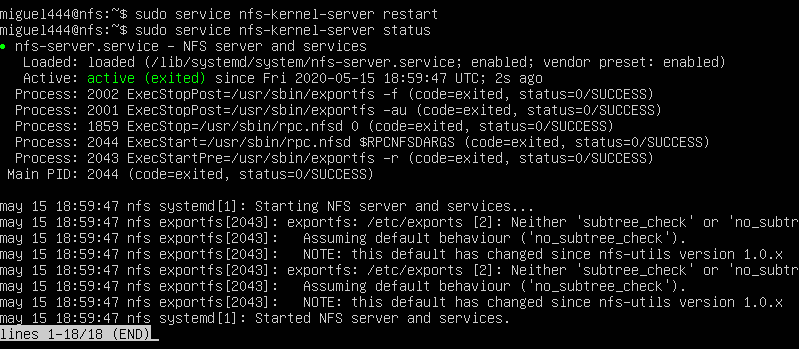 miguel444@nfs:~$ sudo service nfs-kernel-server restart
miguel444@nfs:~$ sudo service nfs-kernel-server status
● nfs-server.service - NFS server and services
   Loaded: loaded (/lib/systemd/system/nfs-server.service; enabled; vendor preset: enabled)
   Active: active (exited) since Fri 2020-05-15 18:59:47 UTC; 2s ago
  Process: 2002 ExecStopPost=/usr/sbin/exportfs -f (code=exited, status=0/SUCCESS)
  Process: 2001 ExecStopPost=/usr/sbin/exportfs -au (code=exited, status=0/SUCCESS)
  Process: 1859 ExecStop=/usr/sbin/rpc.nfsd 0 (code=exited, status=0/SUCCESS)
  Process: 2044 ExecStart=/usr/sbin/rpc.nfsd $RPCNFSDARGS (code=exited, status=0/SUCCESS)
  Process: 2043 ExecStartPre=/usr/sbin/exportfs -r (code=exited, status=0/SUCCESS)
 Main PID: 2044 (code=exited, status=0/SUCCESS)

may 15 18:59:47 nfs systemd[1]: Starting NFS server and services...
may 15 18:59:47 nfs exportfs[2043]: exportfs: /etc/exports [2]: Neither 'subtree_check' or 'no_subtr
may 15 18:59:47 nfs exportfs[2043]:   Assuming default behaviour ('no_subtree_check').
may 15 18:59:47 nfs exportfs[2043]:   NOTE: this default has changed since nfs-utils version 1.0.x
may 15 18:59:47 nfs exportfs[2043]: exportfs: /etc/exports [2]: Neither 'subtree_check' or 'no_subtr
may 15 18:59:47 nfs exportfs[2043]:   Assuming default behaviour ('no_subtree_check').
may 15 18:59:47 nfs exportfs[2043]:   NOTE: this default has changed since nfs-utils version 1.0.x
may 15 18:59:47 nfs systemd[1]: Started NFS server and services.
lines 1-18/18 (END)